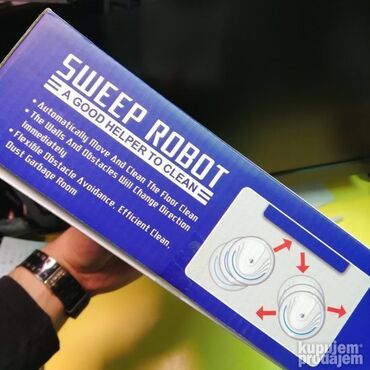 SWEEP ROBOT
A GOOD HELPER TO CLEAN
• Automatically Move And Clean The Floor Clean
• The Walls And Obstacles Will Change Direction
Immediately
• Flexible Obstacle Avoidance, Efficient Clean.
Dust Garbage Room
kupujem
prodajem